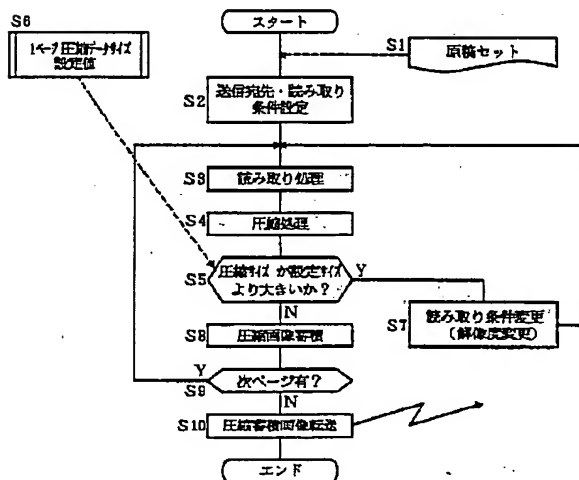 スタート
S6
1ページ圧縮データサイズ
設定値
S1
原稿セット
S2
送信宛先・読み取り
条件設定
S3
読み取り処理
S4
圧縮処理
S5
圧縮サイズ が設定サイズ
より大きいか?
Y
N
S7
読み取り条件変更
(解像度変更)
S8
圧縮画像蓄積
Y
S9
次ページ有?
N
S10
圧縮蓄積画像転送
エンド